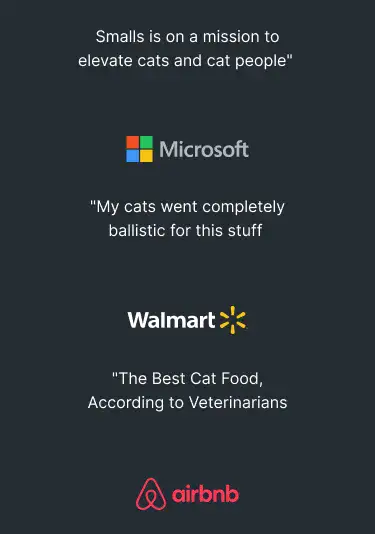 Smalls is on a mission to
elevate cats and cat people"
Microsoft
"My cats went completely
ballistic for this stuff
Walmart
"The Best Cat Food,
According to Veterinarians
airbnb